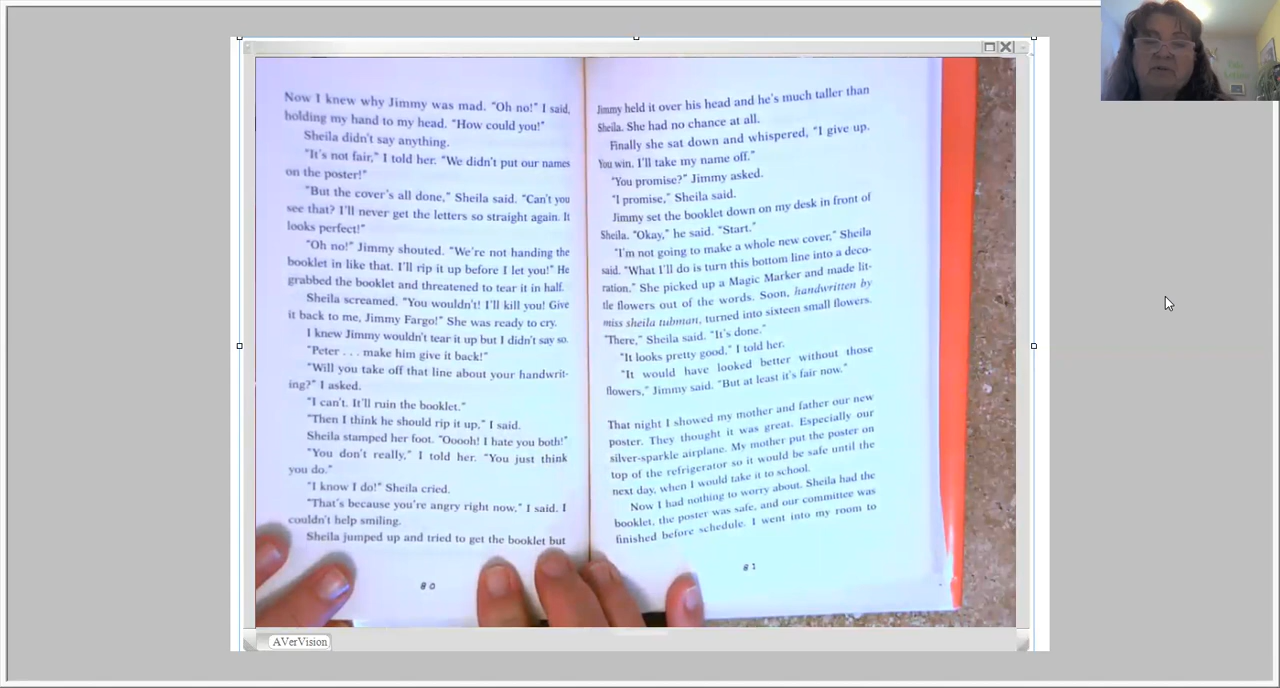 Now I knew why Jimmy was mad. "Oh no!" I said,
holding my hand to my head. "How could you!"
Sheila didn't say anything.
"It's not fair," I told her. "We didn't put our names
on the poster!"
"But the cover's all done," Sheila said. "Can't you
see that? I'll never get the letters so straight again. It
looks perfect!"
"Oh no!" Jimmy shouted. "We're not handing the
booklet in like that. I'll rip it up before I let you!" He
grabbed the booklet and threatened to tear it in half.
Sheila screamed. "You wouldn't! I'll kill you! Give
it back to me, Jimmy Fargo!" She was ready to cry.
I knew Jimmy wouldn't tear it up but I didn't say so.
"Peter . . . make him give it back!"
"Will you take off that line about your handwrit-
ing?" I asked.
"I can't. It'll ruin the booklet."
"Then I think he should rip it up," I said.
Sheila stamped her foot. "Ooooh! I hate you both!"
"You don't really," I told her. "You just think
you do."
"I know I do!" Sheila cried.
"That's because you're angry right now," I said. I
couldn't help smiling.
Sheila jumped up and tried to get the booklet but
80
Jimmy held it over his head and he's much taller than
Sheila. She had no chance at all.
Finally she sat down and whispered, "I give up.
You win. I'll take my name off."
"You promise?" Jimmy asked.
"I promise," Sheila said.
Jimmy set the booklet down on my desk in front of
Sheila. "Okay," he said. "Start."
"I'm not going to make a whole new cover," Sheila
said. "What I'll do is turn this bottom line into a deco-
ration." She picked up a Magic Marker and made lit-
tle flowers out of the words. Soon, handwritten by
miss sheila tubman, turned into sixteen small flowers.
"There," Sheila said. "It's done."
"It looks pretty good," I told her.
"It would have looked better without those
flowers," Jimmy said. "But at least it's fair now."
That night I showed my mother and father our new
poster. They thought it was great. Especially our
silver-sparkle airplane. My mother put the poster on
top of the refrigerator so it would be safe until the
next day, when I would take it to school.
Now I had nothing to worry about. Sheila had the
booklet, the poster was safe, and our committee was
finished before schedule. I went into my room to
81
AVerVision